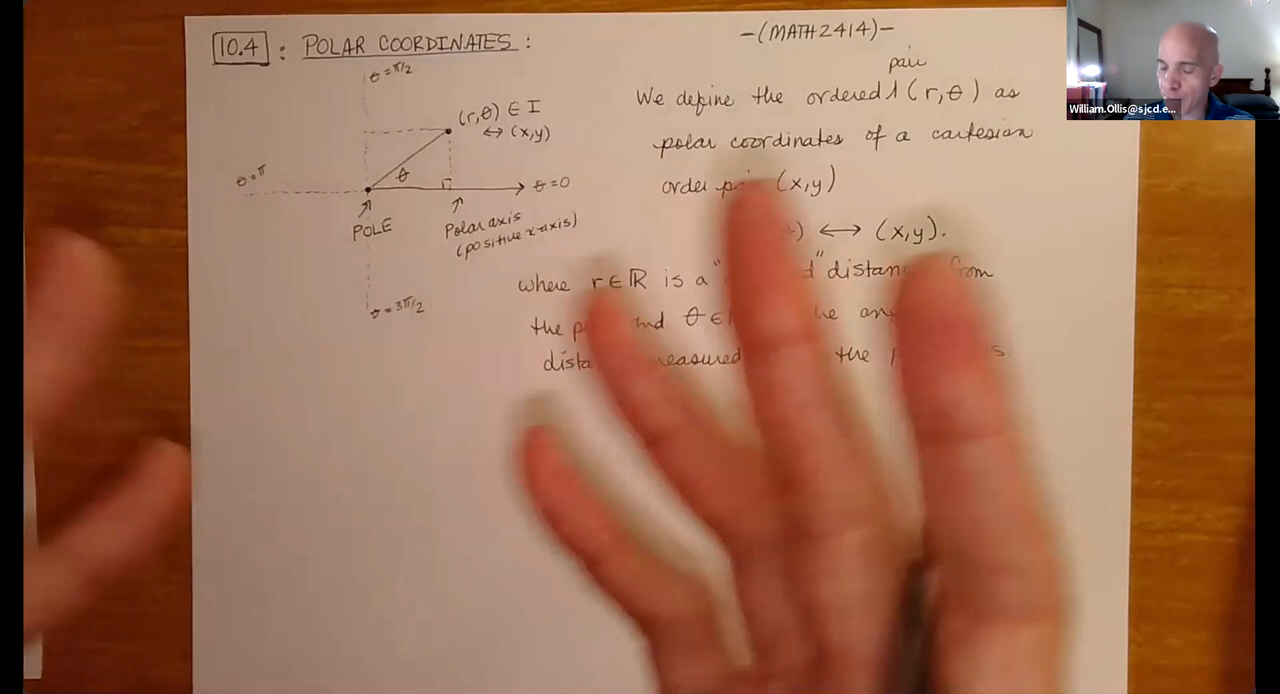 10.4 : POLAR COORDINATES :
-(MATH2414)-
θ=π/2
(r,θ) ∈ I
↔ (x,y)
θ
θ=π
θ=0
POLE
Polar axis
(positive x-axis)
θ=3π/2
pair
We define the ordered ∧ (r,θ) as
polar coordinates of a cartesian
order (x,y)
) ↔ (x,y).
where r∈ℝ is a " d" distan from
the p nd θ ∈ he an
dista easured the p s.
William.Ollis@sjcd.e...